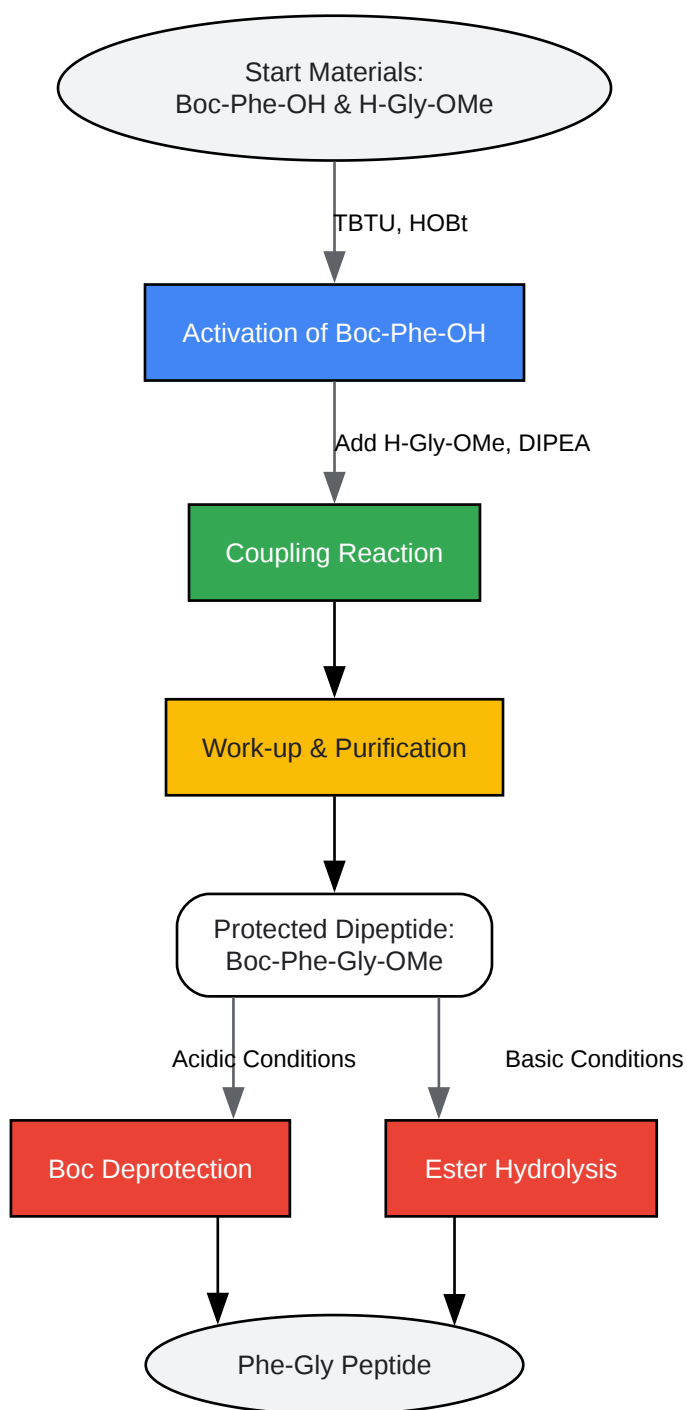 Start Materials:
Boc-Phe-OH & H-Gly-OMe
TBTU, HOBt
Activation of Boc-Phe-OH
Add H-Gly-OMe, DIPEA
Coupling Reaction
Work-up & Purification
Protected Dipeptide:
Boc-Phe-Gly-OMe
Acidic Conditions
Basic Conditions
Boc Deprotection
Ester Hydrolysis
Phe-Gly Peptide